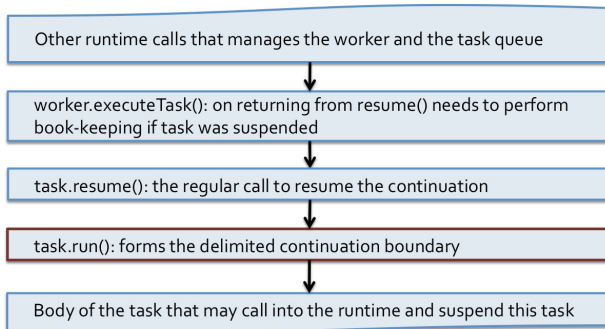 Other runtime calls that manages the worker and the task queue
worker.executeTask(): on returning from resume() needs to perform
book-keeping if task was suspended
task.resume(): the regular call to resume the continuation
task.run(): forms the delimited continuation boundary
Body of the task that may call into the runtime and suspend this task